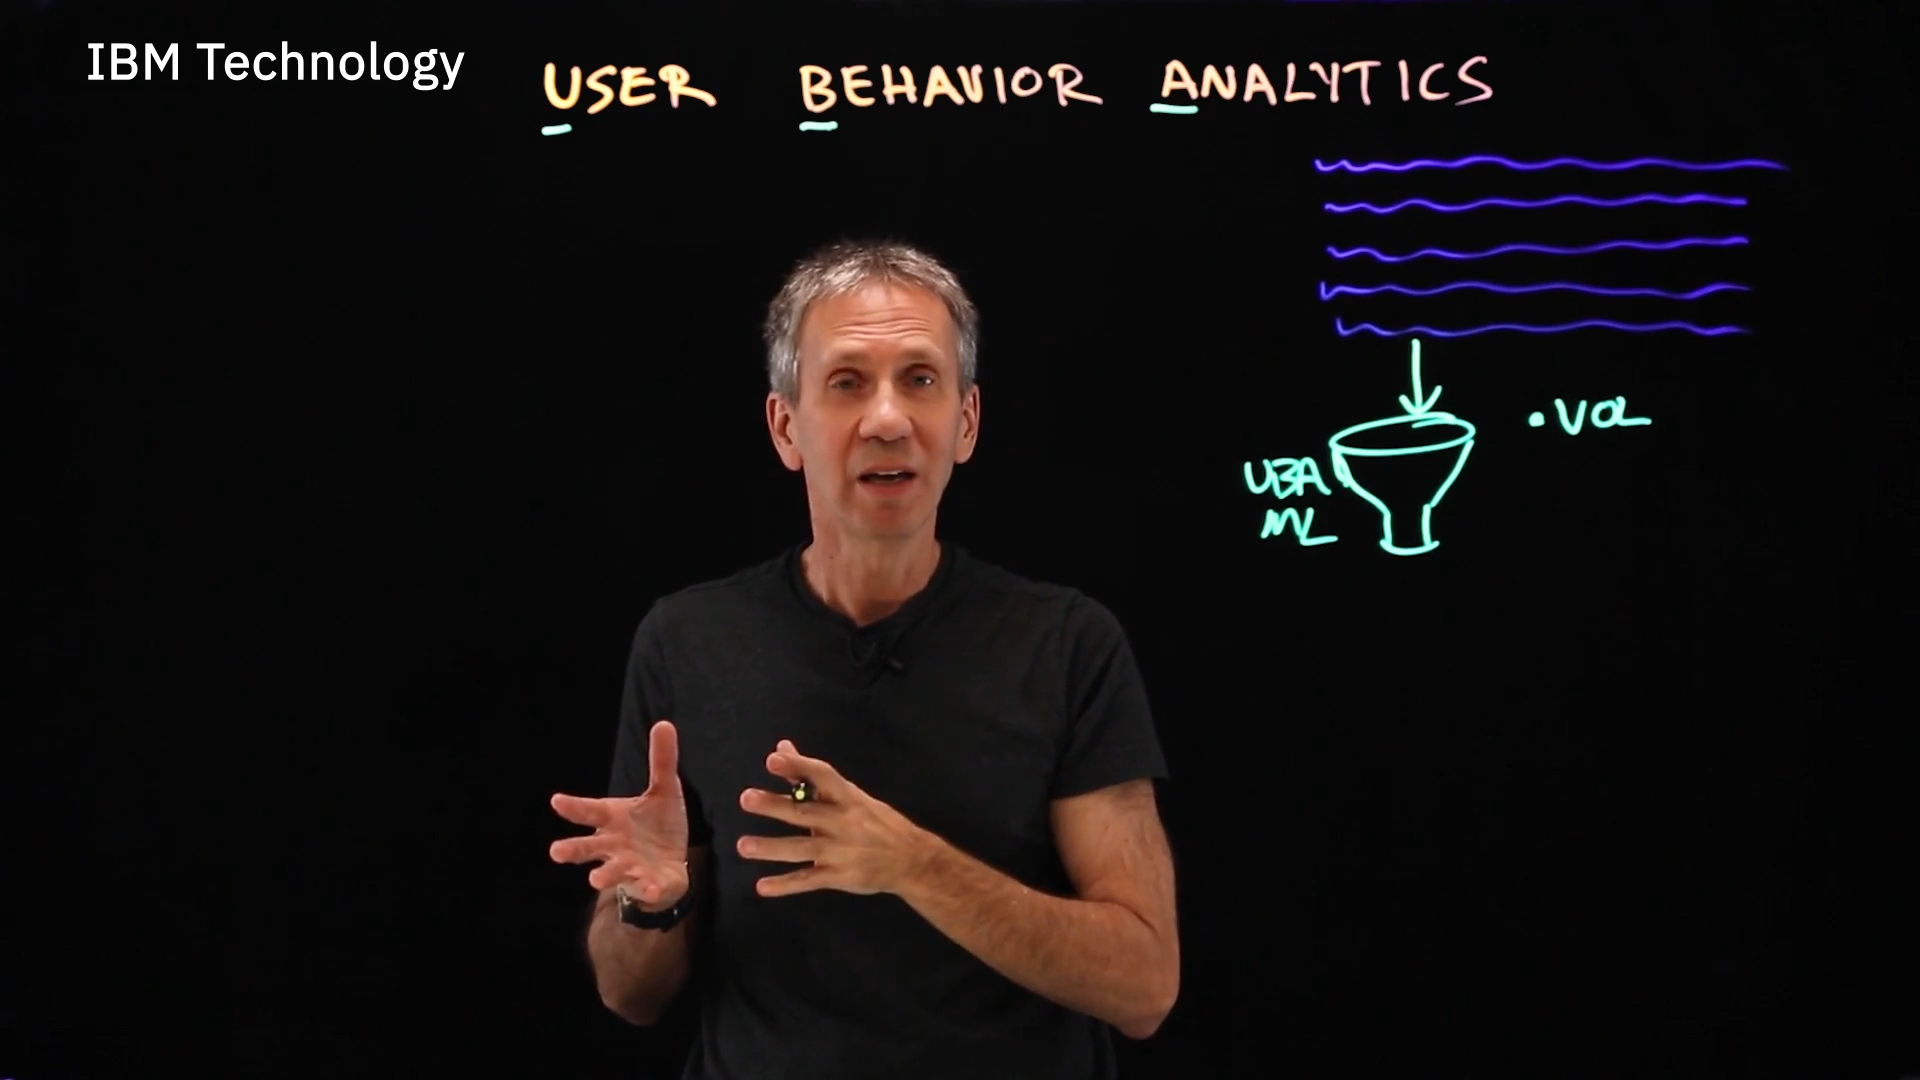 IBM Technology
USER BEHAVIOR ANALYTICS
• VOL
UBA
ML